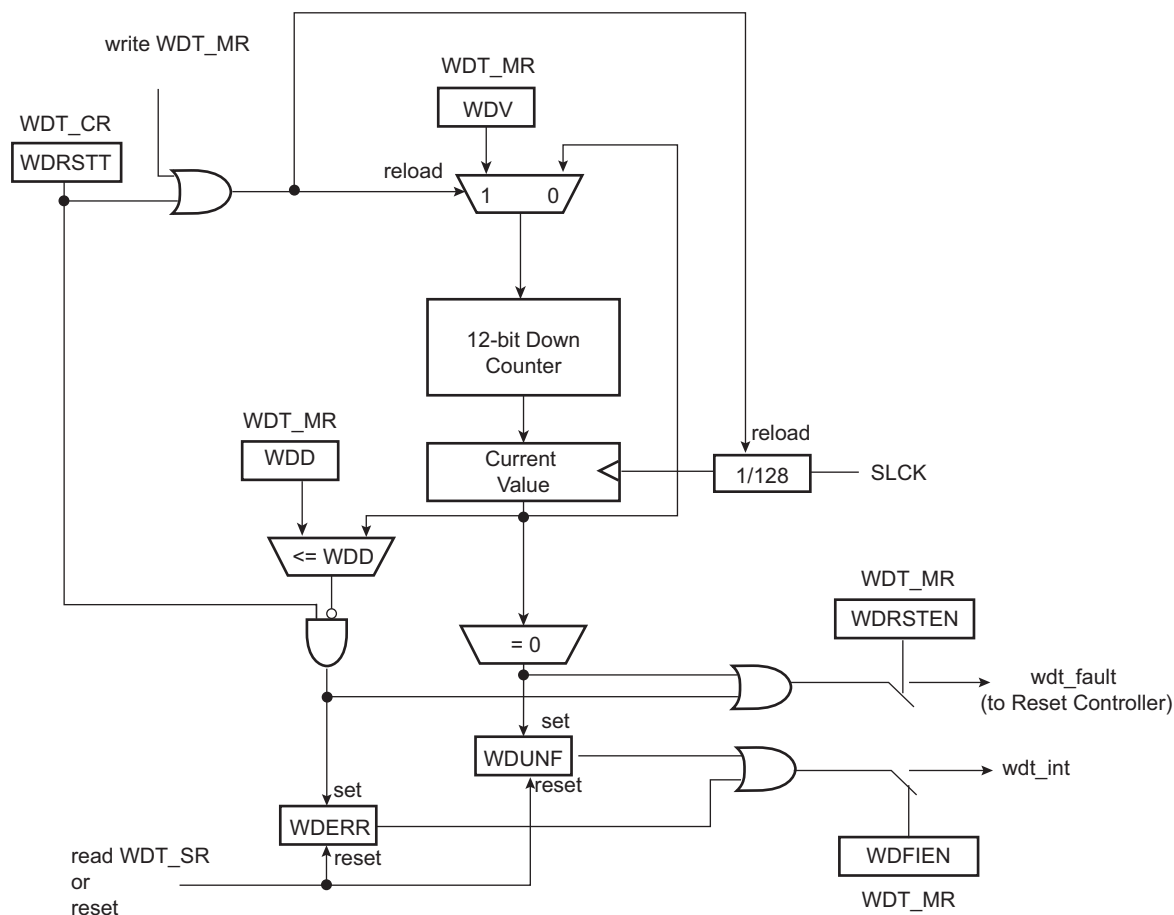 write WDT_MR
WDT_MR
WDV
WDT_CR
WDRSTT
reload
1 0
12-bit Down
Counter
WDT_MR
WDD
reload
Current
Value
1/128
SLCK
<= WDD
WDT_MR
WDRSTEN
= 0
wdt_fault
(to Reset Controller)
set
WDUNF
reset
wdt_int
set
WDERR
reset
WDFIEN
WDT_MR
read WDT_SR
or
reset